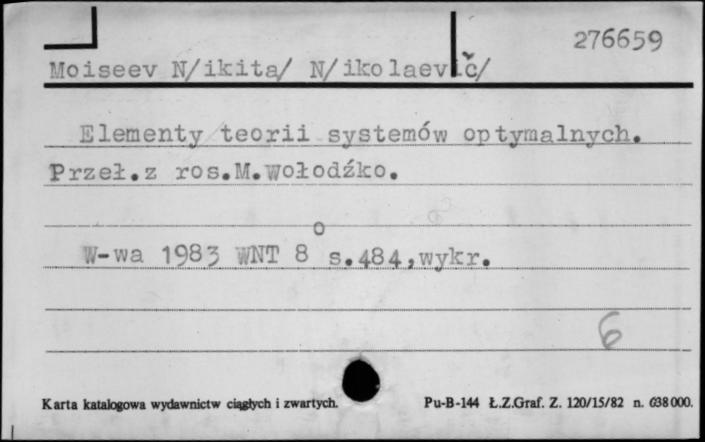 276659
Moiseev N/ikita/ N/ikolaevič/
Elementy teorii systemów optymalnych.
Przeł.z ros.M.Wołodźko.
W-wa 1983 WNT 8° s.484,wykr.
6
Karta katalogowa wydawnictw ciągłych i zwartych. Pu-B-144 Ł.Z.Graf. Z. 120/15/82 n. 638000.